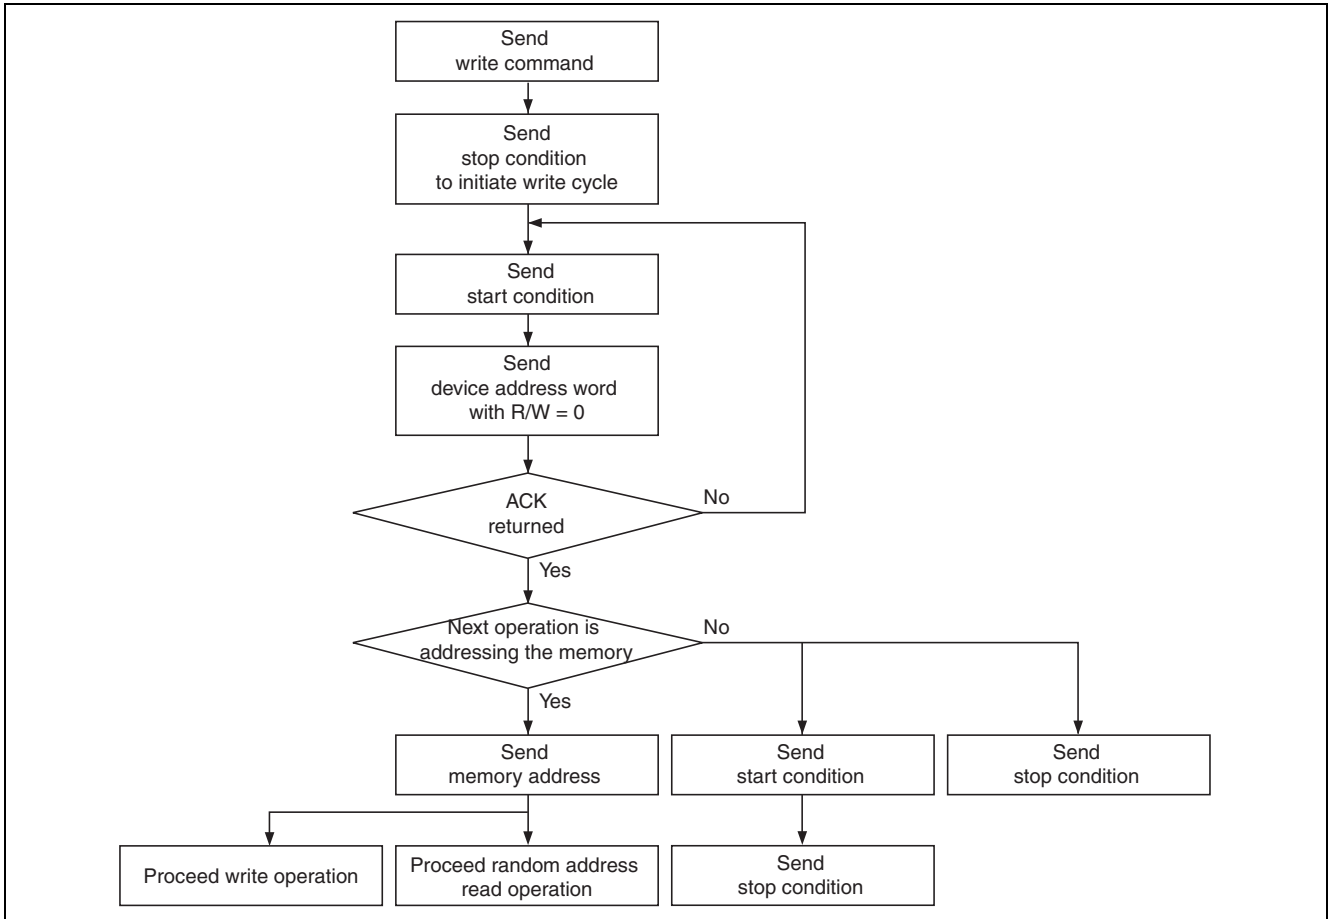 Send
write command
Send
stop condition
to initiate write cycle
Send
start condition
Send
device address word
with R/W = 0
ACK
returned
No
Yes
Next operation is
addressing the memory
No
Yes
Send
memory address
Send
start condition
Send
stop condition
Proceed write operation
Proceed random address
read operation
Send
stop condition